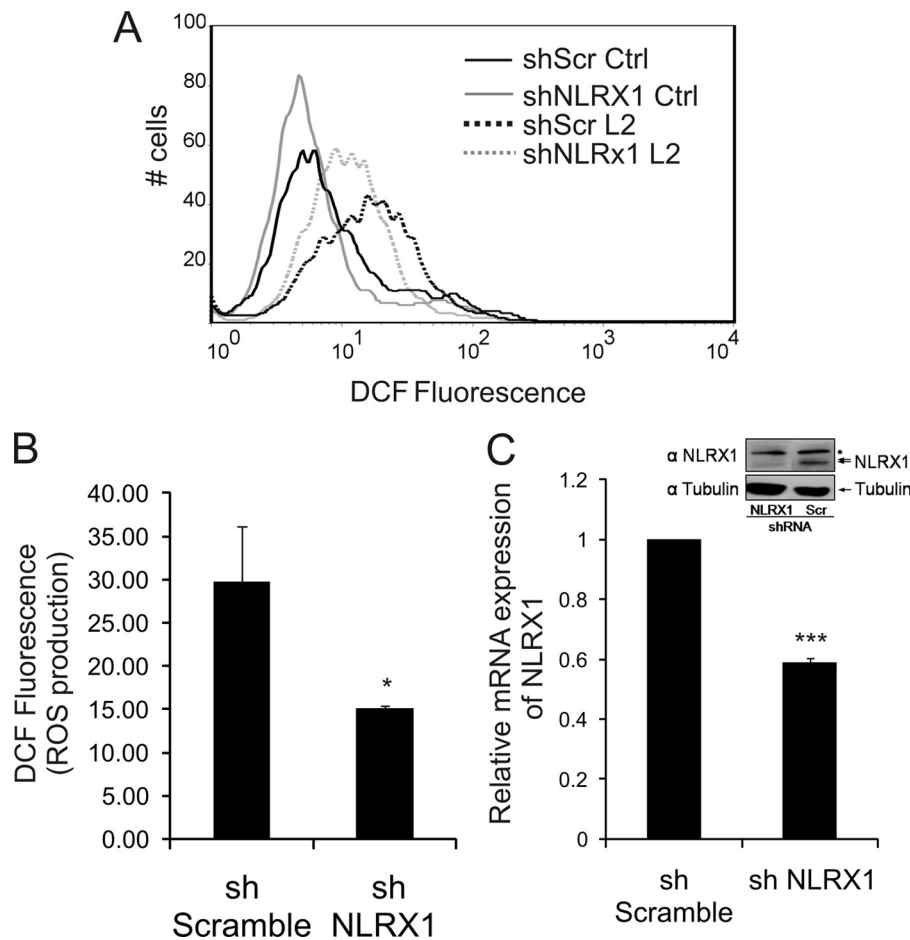 A
100
80
60
40
20
# cells
shScr Ctrl
shNLRX1 Ctrl
shScr L2
shNLRx1 L2
10^0
10^1
10^2
10^3
10^4
DCF Fluorescence
B
DCF Fluorescence
(ROS production)
40.00
35.00
30.00
25.00
20.00
15.00
10.00
5.00
0.00
*
sh
Scramble
sh
NLRX1
C
α NLRX1
*
NLRX1
α Tubulin
Tubulin
NLRX1 Scr
shRNA
Relative mRNA expression
of NLRX1
1.2
1
0.8
0.6
0.4
0.2
0
***
sh
Scramble
sh NLRX1